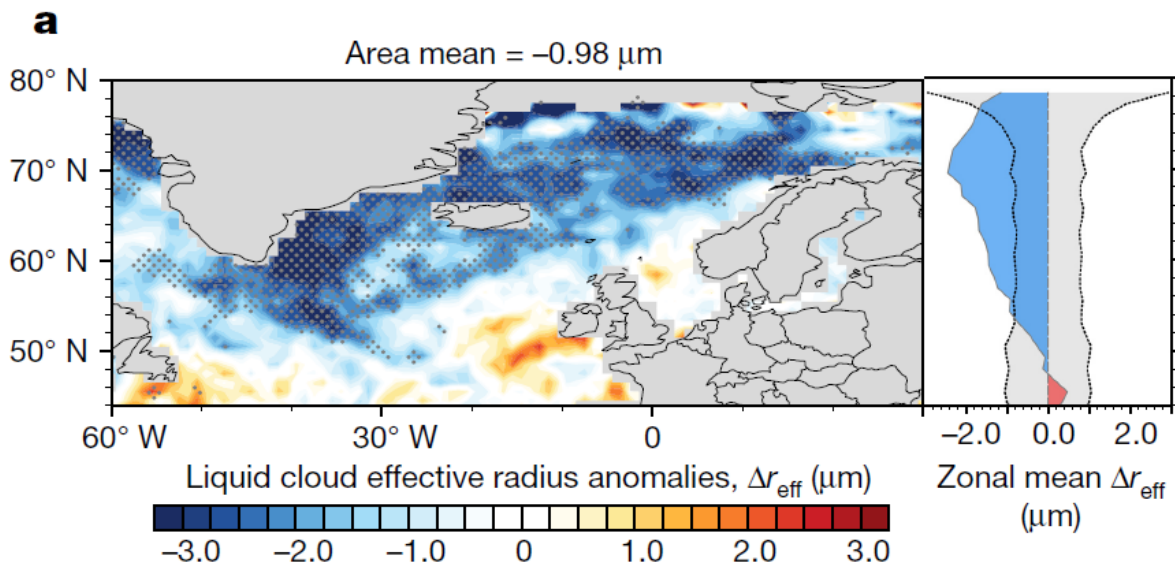 a
Area mean = –0.98 μm
80° N
70° N
60° N
50° N
60° W 30° W 0
–2.0 0.0 2.0
Liquid cloud effective radius anomalies, Δreff (μm)
Zonal mean Δreff
(μm)
–3.0 –2.0 –1.0 0 1.0 2.0 3.0